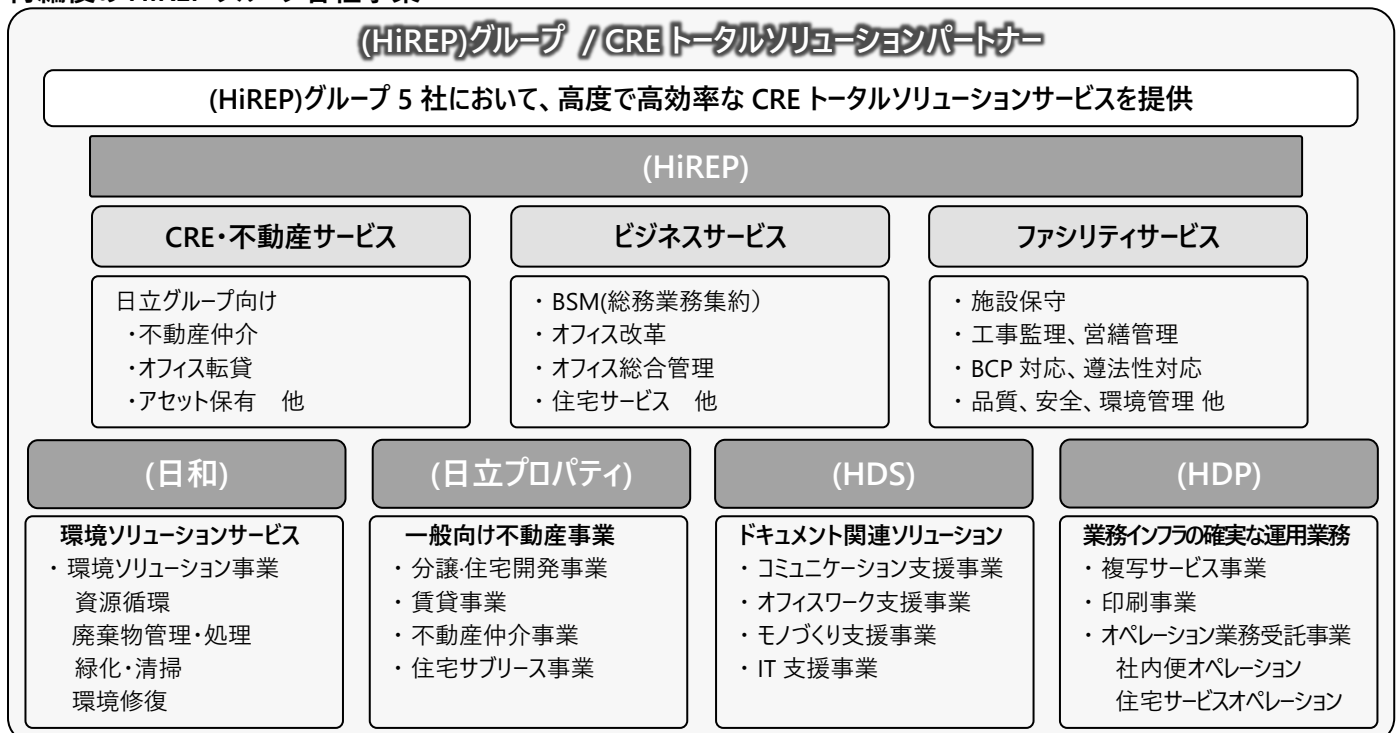 (HiREP)グループ / CRE トータルソリューションパートナー
(HiREP)グループ 5 社において、高度で高効率な CRE トータルソリューションサービスを提供
(HiREP)
CRE・不動産サービス
日立グループ向け
・不動産仲介
・オフィス転貸
・アセット保有 他
ビジネスサービス
・ BSM(総務業務集約)
・ オフィス改革
・ オフィス総合管理
・ 住宅サービス 他
ファシリティサービス
・ 施設保守
・ 工事監理、営繕管理
・ BCP 対応、遵法性対応
・ 品質、安全、環境管理 他
(日和)
環境ソリューションサービス
・ 環境ソリューション事業
資源循環
廃棄物管理・処理
緑化・清掃
環境修復
(日立プロパティ)
一般向け不動産事業
・ 分譲・住宅開発事業
・ 賃貸事業
・ 不動産仲介事業
・ 住宅サブリース事業
(HDS)
ドキュメント関連ソリューション
・ コミュニケーション支援事業
・ オフィスワーク支援事業
・ モノづくり支援事業
・ IT 支援事業
(HDP)
業務インフラの確実な運用業務
・ 複写サービス事業
・ 印刷事業
・ オペレーション業務受託事業
社内便オペレーション
住宅サービスオペレーション